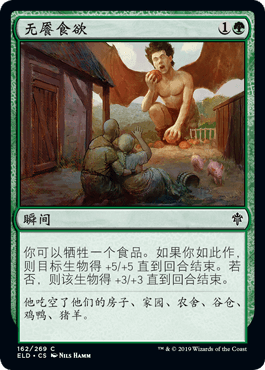 无餍食欲 1
瞬间
你可以牺牲一个食品。如果你如此作，
则目标生物得 +5/+5 直到回合结束。若
否，则该生物得 +3/+3 直到回合结束。
他吃空了他们的房子、家园、农舍、谷仓、
鸡鸭、猪羊。
162/269 C
ELD • CS NILS HAMM
™ & © 2019 Wizards of the Coast